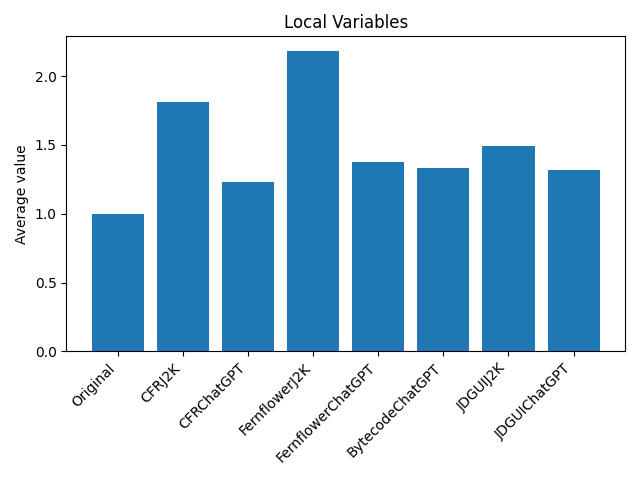 Local Variables
Average value
2.0
1.5
1.0
0.5
0.0
Original
CFRJ2K
CFRChatGPT
FernflowerJ2K
FernflowerChatGPT
BytecodeChatGPT
JDGUIJ2K
JDGUIChatGPT